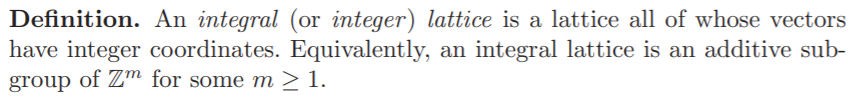 Definition. An integral (or integer) lattice is a lattice all of whose vectors
have integer coordinates. Equivalently, an integral lattice is an additive sub-
group of ℤᵐ for some m ≥ 1.